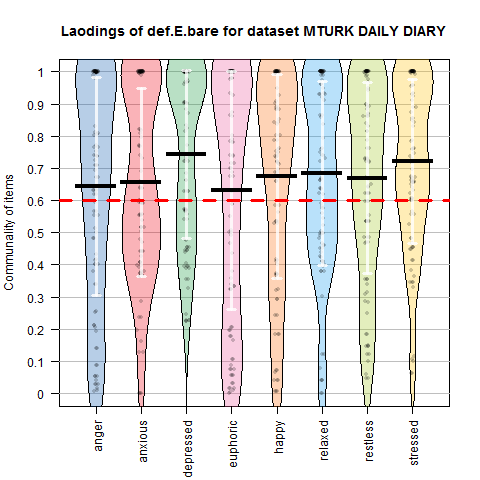 Laodings of def.E.bare for dataset MTURK DAILY DIARY
Communality of items
1
0.9
0.8
0.7
0.6
0.5
0.4
0.3
0.2
0.1
0
anger
anxious
depressed
euphoric
happy
relaxed
restless
stressed